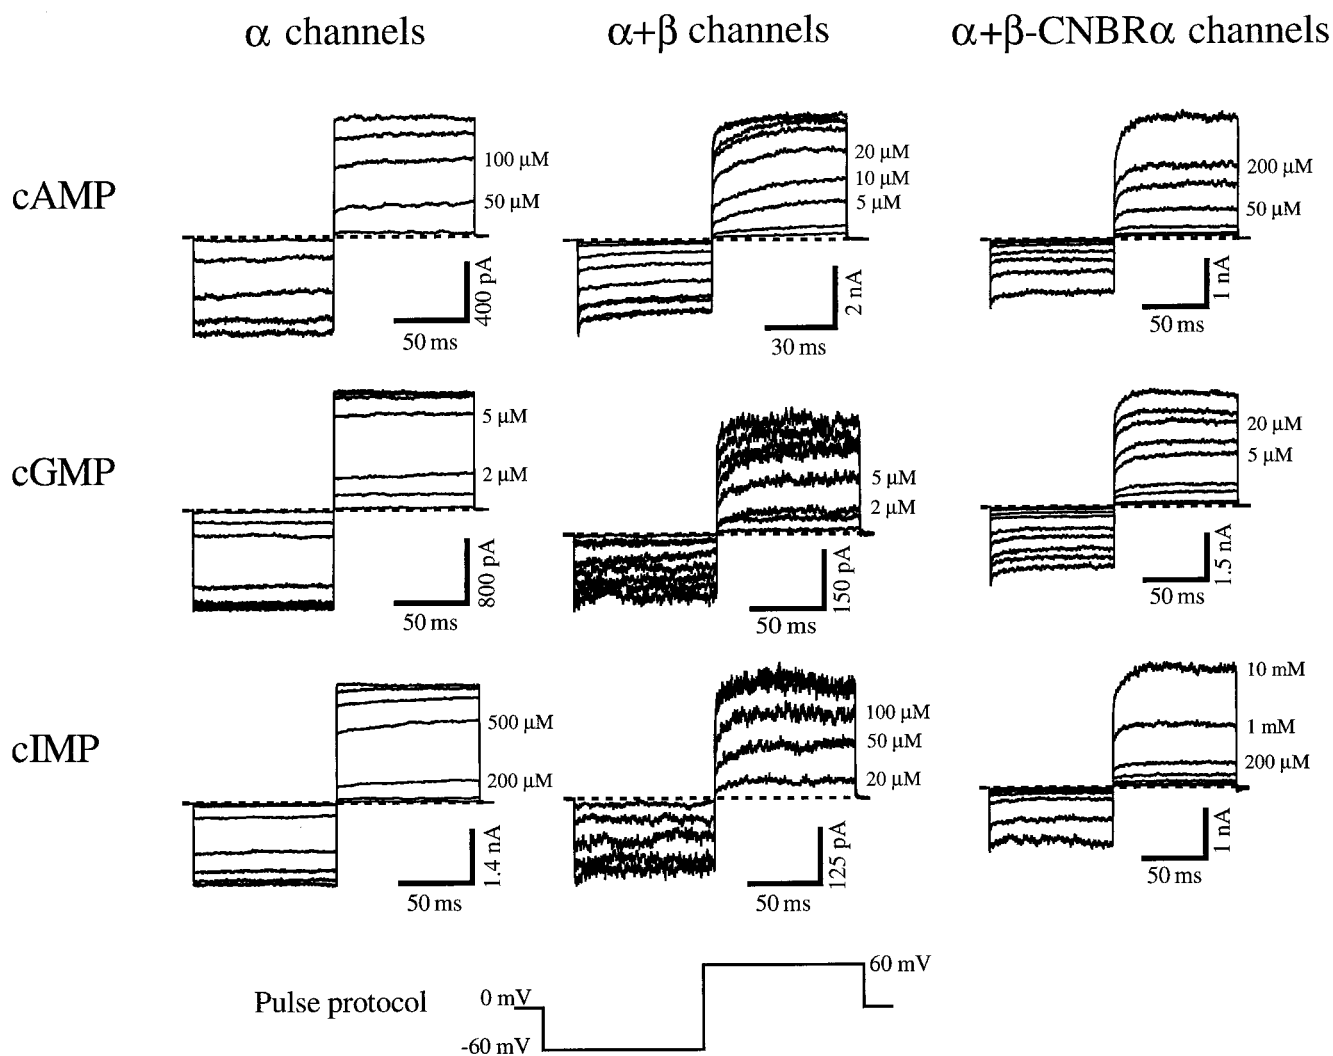 α channels
α+β channels
α+β-CNBRα channels
cAMP
100 μM
50 μM
400 pA
50 ms
20 μM
10 μM
5 μM
2 nA
30 ms
200 μM
50 μM
1 nA
50 ms
cGMP
5 μM
2 μM
800 pA
50 ms
5 μM
2 μM
150 pA
50 ms
20 μM
5 μM
1.5 nA
50 ms
cIMP
500 μM
200 μM
1.4 nA
50 ms
100 μM
50 μM
20 μM
125 pA
50 ms
10 mM
1 mM
200 μM
1 nA
50 ms
Pulse protocol
0 mV
-60 mV
60 mV